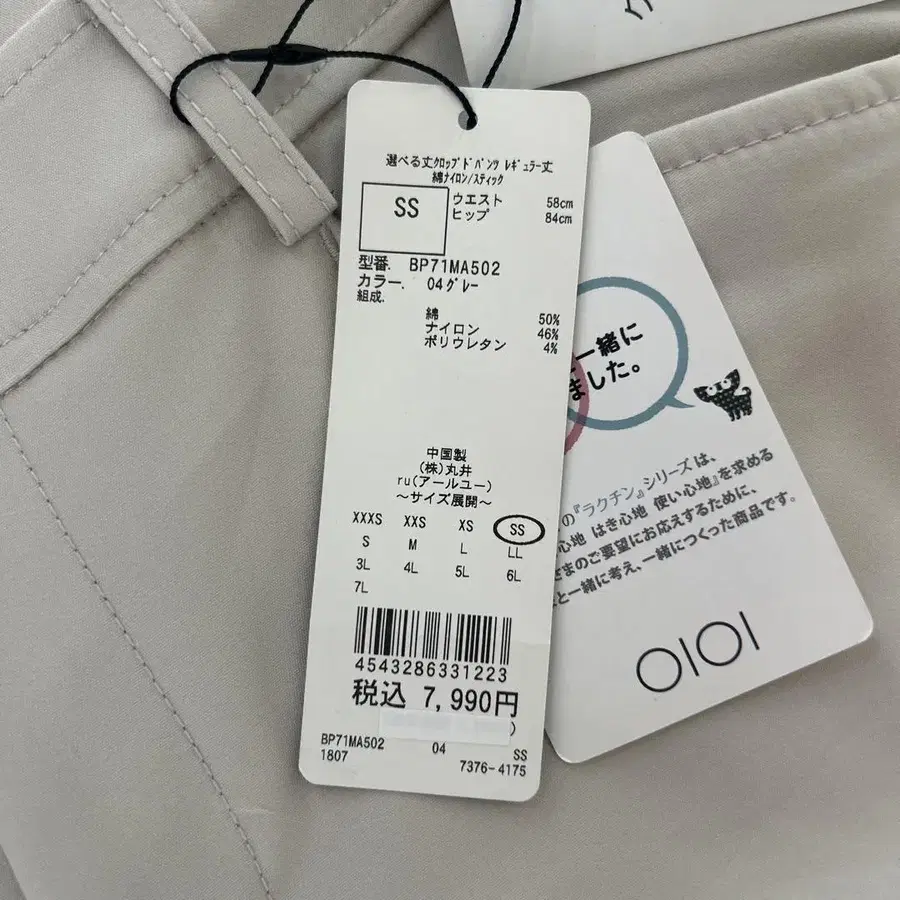 選べる丈クロップドパンツ レギュラー丈
綿ナイロン/スティック
SS
ウエスト 58cm
ヒップ 84cm
型番. BP71MA502
カラー. 04グレー
組成.
綿 50%
ナイロン 46%
ポリウレタン 4%
中国製
(株)丸井
ru(アールユー)
～サイズ展開～
XXXS XXS XS SS
S M L LL
3L 4L 5L 6L
7L
4543286331223
税込 7,990円
)
BP71MA502 04 SS
1807 7376-4175
一緒に
ました。
の『ラクチン』シリーズは、
心地 はき心地 使い心地』を求める
さまのご要望にお応えするために、
と一緒に考え、一緒につくった商品です。
OIOI